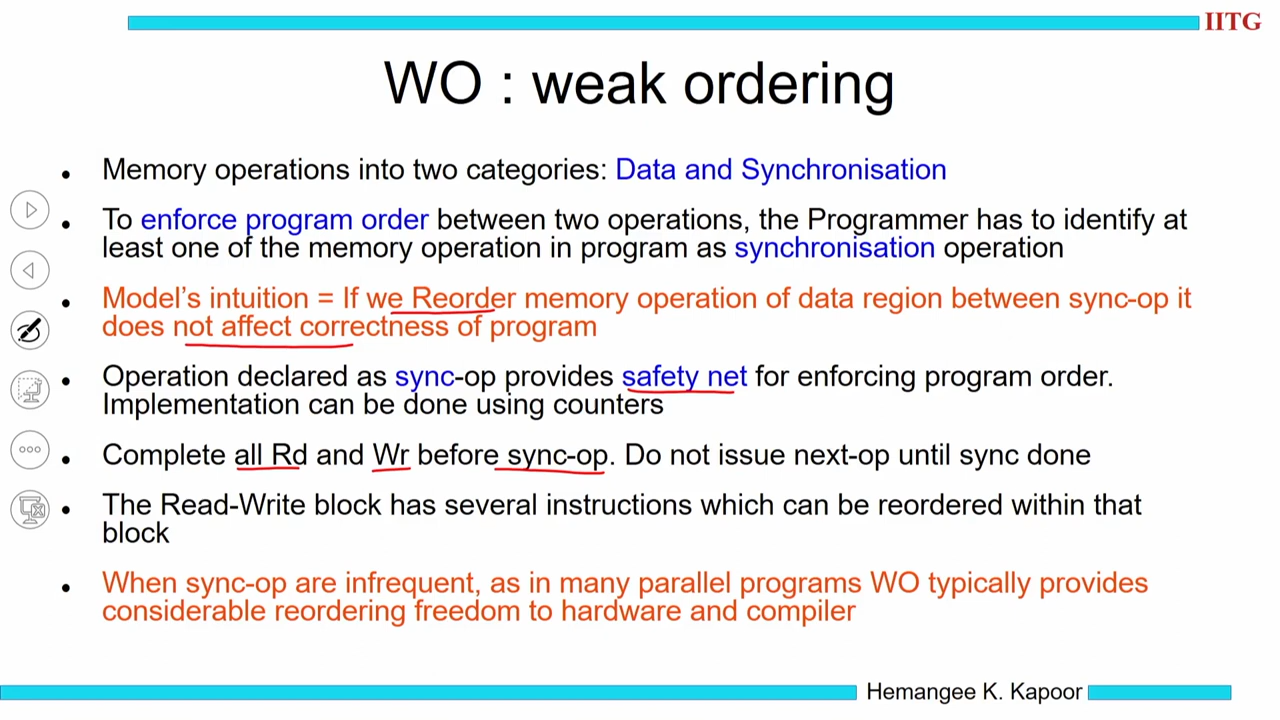 IITG
WO : weak ordering
• Memory operations into two categories: Data and Synchronisation
• To enforce program order between two operations, the Programmer has to identify at
least one of the memory operation in program as synchronisation operation
• Model's intuition = If we Reorder memory operation of data region between sync-op it
does not affect correctness of program
• Operation declared as sync-op provides safety net for enforcing program order.
Implementation can be done using counters
• Complete all Rd and Wr before sync-op. Do not issue next-op until sync done
• The Read-Write block has several instructions which can be reordered within that
block
• When sync-op are infrequent, as in many parallel programs WO typically provides
considerable reordering freedom to hardware and compiler
Hemangee K. Kapoor